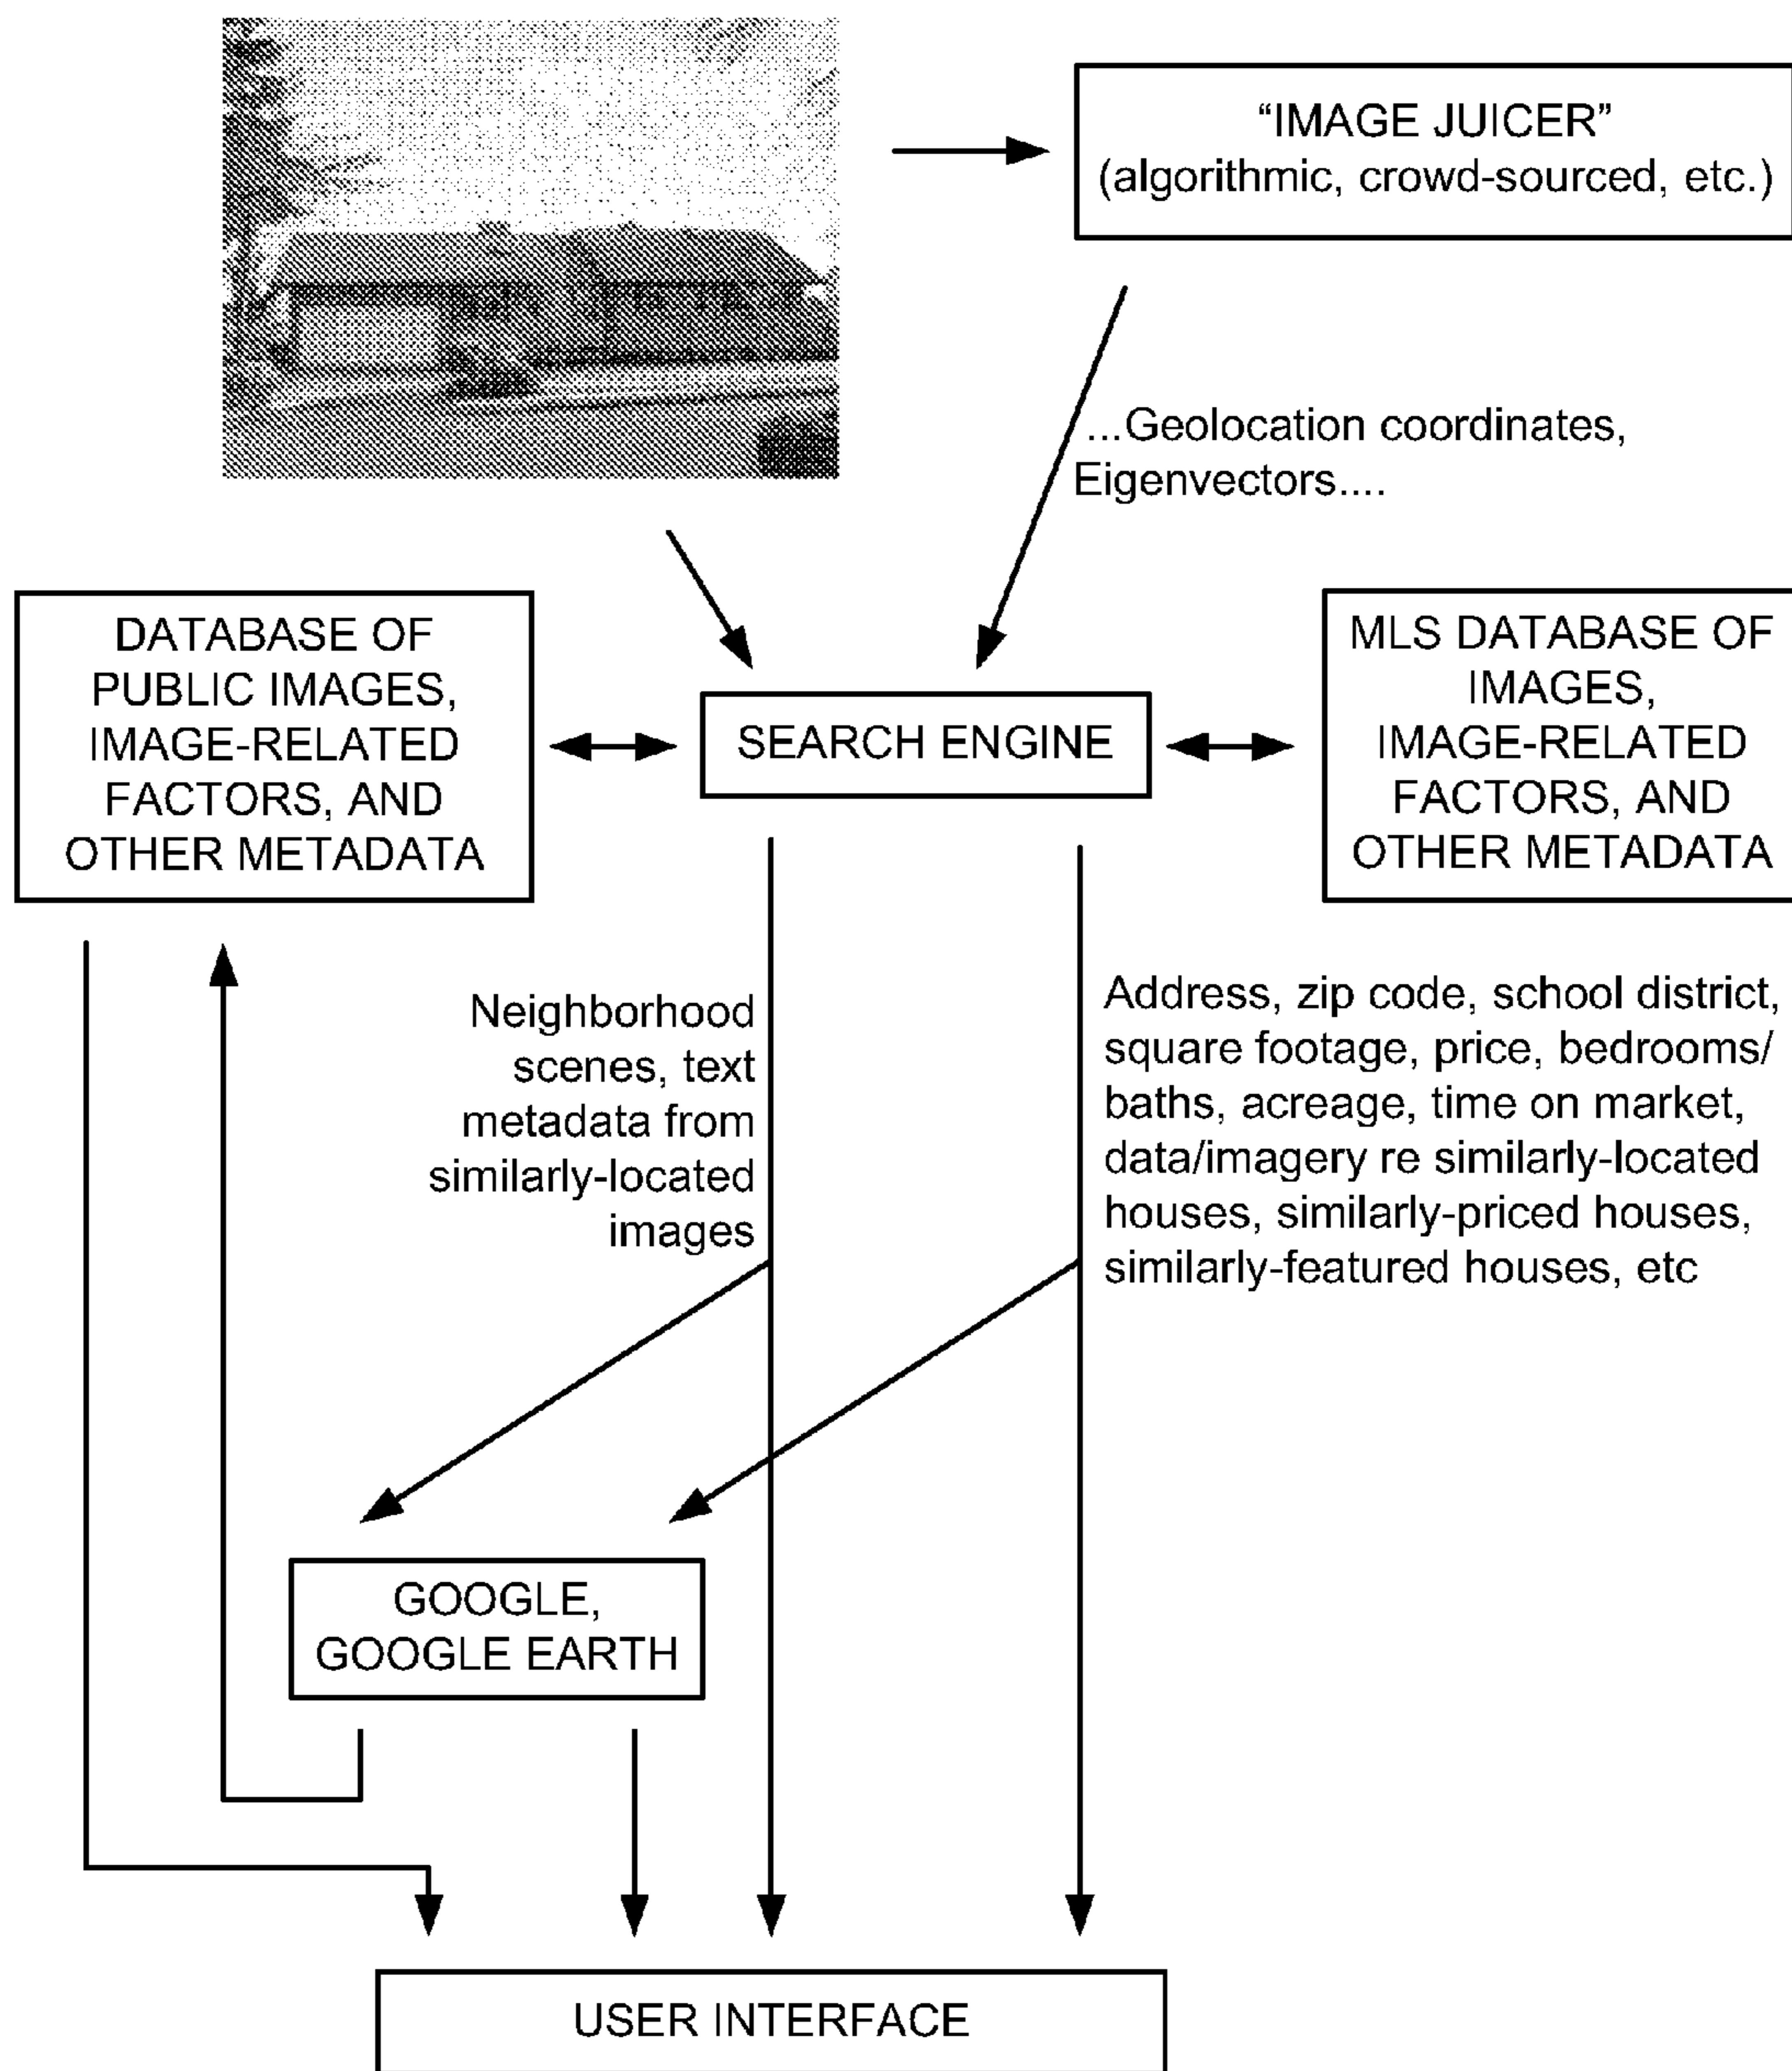 “IMAGE JUICER”
(algorithmic, crowd-sourced, etc.)
...Geolocation coordinates,
Eigenvectors....
DATABASE OF
PUBLIC IMAGES,
IMAGE-RELATED
FACTORS, AND
OTHER METADATA
SEARCH ENGINE
MLS DATABASE OF
IMAGES,
IMAGE-RELATED
FACTORS, AND
OTHER METADATA
Neighborhood
scenes, text
metadata from
similarly-located
images
Address, zip code, school district,
square footage, price, bedrooms/
baths, acreage, time on market,
data/imagery re similarly-located
houses, similarly-priced houses,
similarly-featured houses, etc
GOOGLE,
GOOGLE EARTH
USER INTERFACE